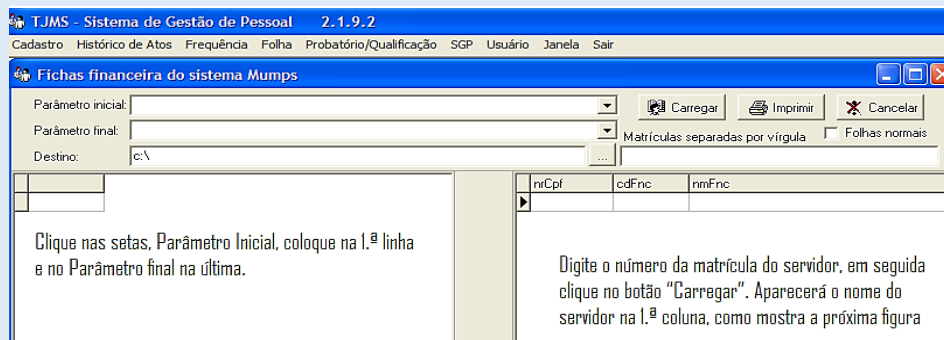 TJMS - Sistema de Gestão de Pessoal 2.1.9.2
Cadastro Histórico de Atos Frequência Folha Probatório/Qualificação SGP Usuário Janela Sair
Fichas financeira do sistema Mumps
Parâmetro inicial:
Carregar Imprimir Cancelar
Parâmetro final:
Matrículas separadas por vírgula Folhas normais
Destino: c:\ ...
nrCpf cdFnc nmFnc
Clique nas setas, Parâmetro Inicial, coloque na 1.ª linha
e no Parâmetro final na última.
Digite o número da matrícula do servidor, em seguida
clique no botão "Carregar". Aparecerá o nome do
servidor na 1.ª coluna, como mostra a próxima figura